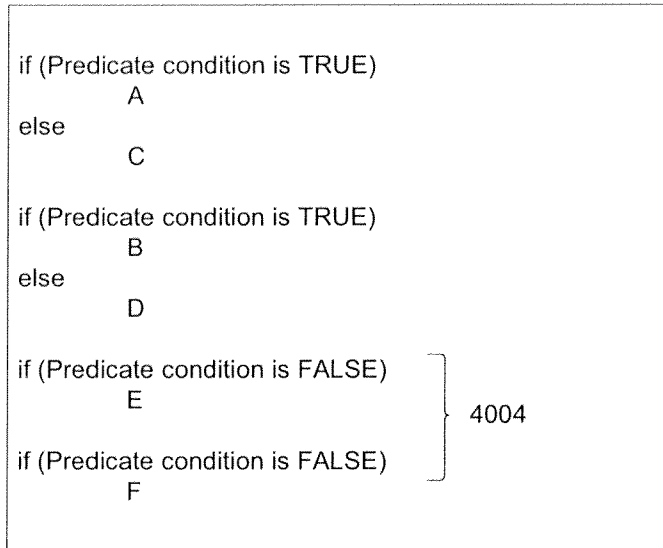 if (Predicate condition is TRUE)
A
else
C
if (Predicate condition is TRUE)
B
else
D
if (Predicate condition is FALSE)
E
4004
if (Predicate condition is FALSE)
F